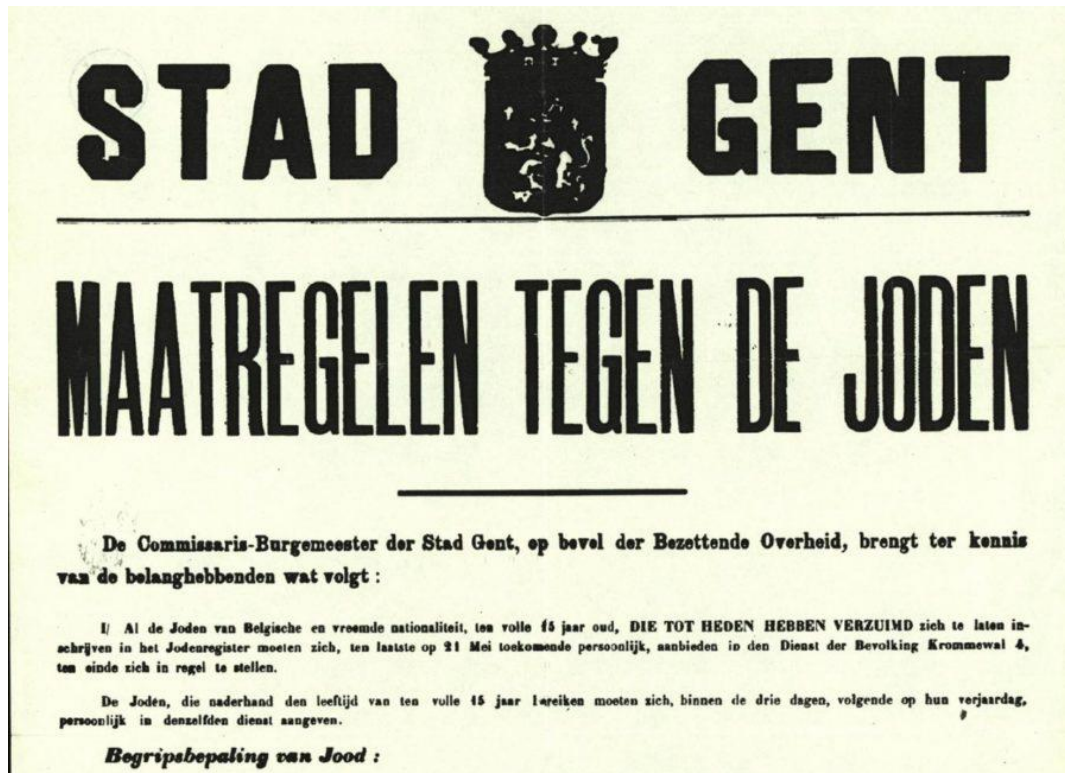 STAD GENT
MAATREGELEN TEGEN DE JODEN
De Commissaris-Burgemeester der Stad Gent, op bevel der Bezettende Overheid, brengt ter kennis
van de belanghebbenden wat volgt :
I/ Al de Joden van Belgische en vreemde nationaliteit, ten volle 15 jaar oud, DIE TOT HEDEN HEBBEN VERZUIMD zich te laten in-
schrijven in het Jodenregister moeten zich, ten laatste op 21 Mei toekomende persoonlijk, aanbieden in den Dienst der Bevolking Krommewal 4,
ten einde zich in regel te stellen.
De Joden, die naderhand den leeftijd van ten volle 15 jaar bereiken moeten zich, binnen de drie dagen, volgende op hun verjaardag,
persoonlijk in denzelfden dienst aangeven.
Begripsbepaling van Jood :